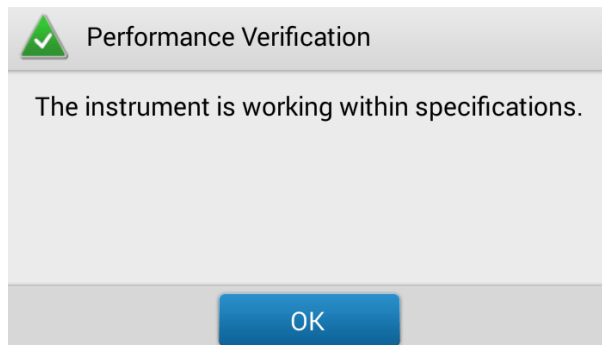 Performance Verification
The instrument is working within specifications.
OK